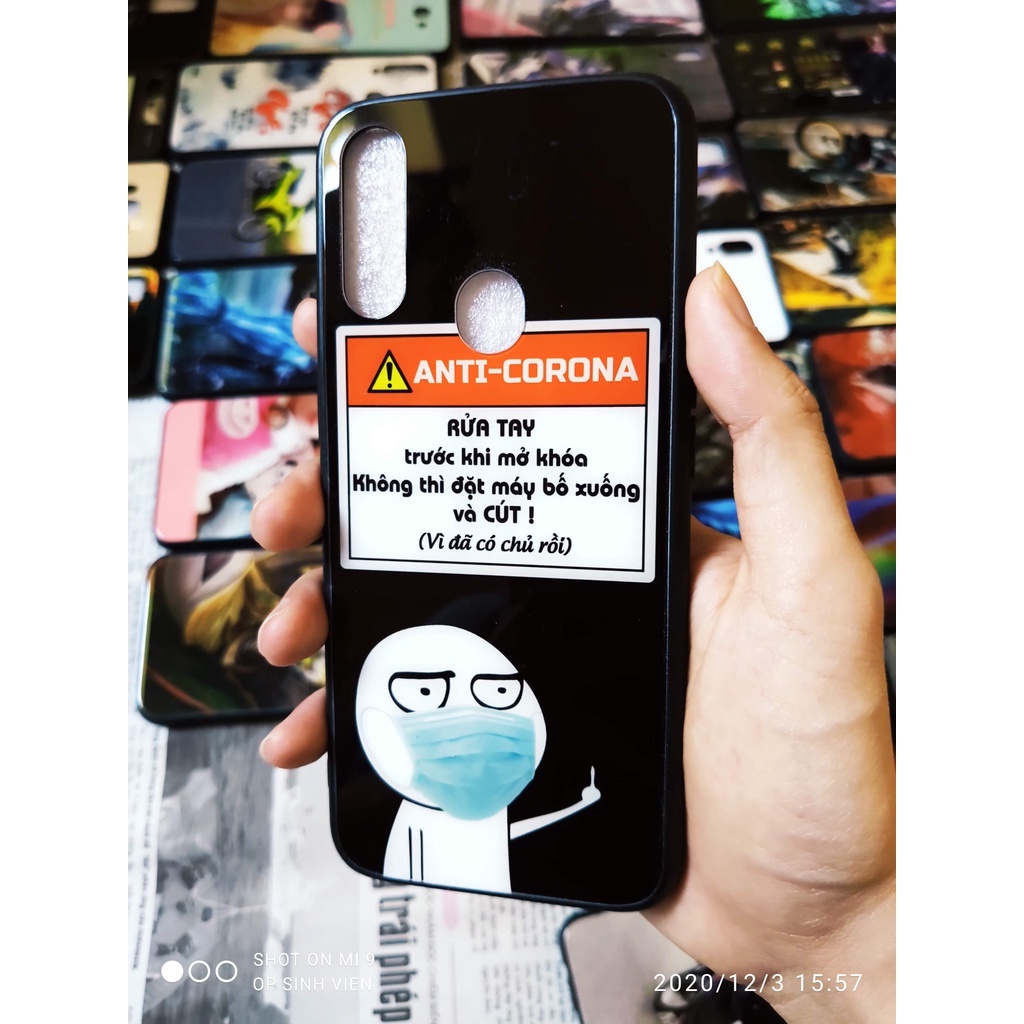 ANTI-CORONA
RỬA TAY
trước khi mở khóa
Không thì đặt máy bố xuống
và CÚT !
(Vì đã có chủ rồi)
trái phép
SHOT ON MI 9
OP SINH VIEN
2020/12/3 15:57